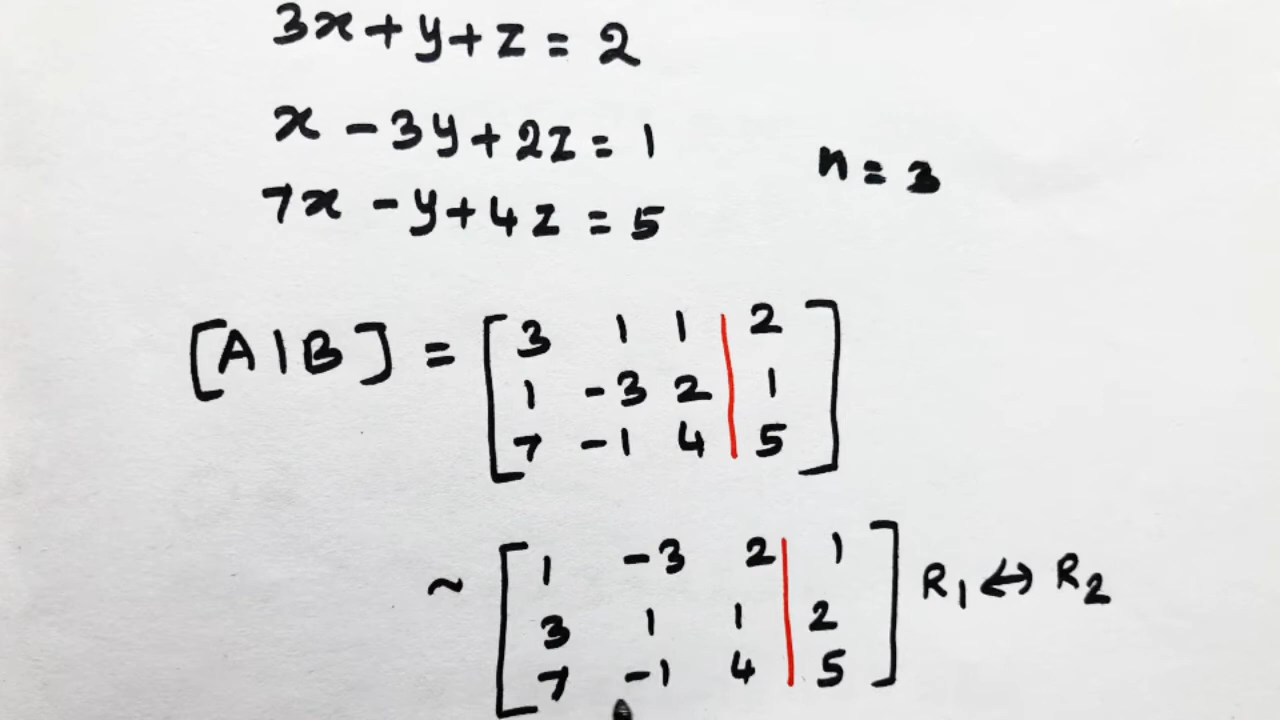 3x + y + z = 2
x - 3y + 2z = 1
n = 3
7x - y + 4z = 5
[A | B] = [ 3 1 1 | 2
1 -3 2 | 1
7 -1 4 | 5 ]
~ [ 1 -3 2 | 1
3 1 1 | 2
7 -1 4 | 5 ] R₁ ↔ R₂